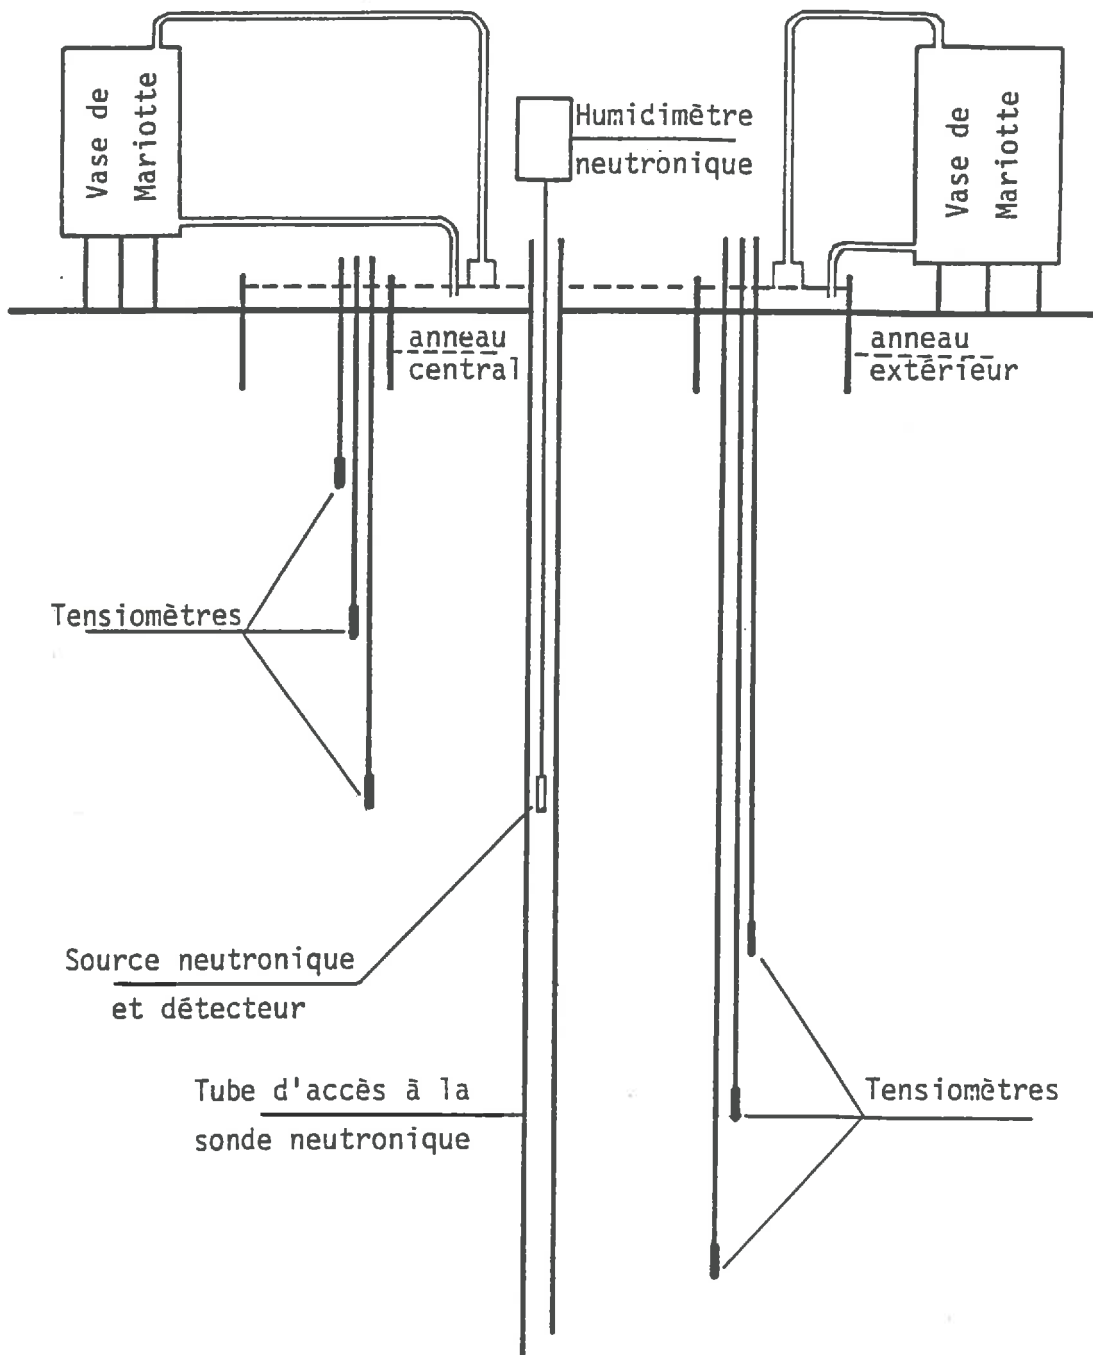 Vase de
Mariotte
Humidimètre
neutronique
Vase de
Mariotte
anneau
central
anneau
extérieur
Tensiomètres
Source neutronique
et détecteur
Tube d'accès à la
sonde neutronique
Tensiomètres